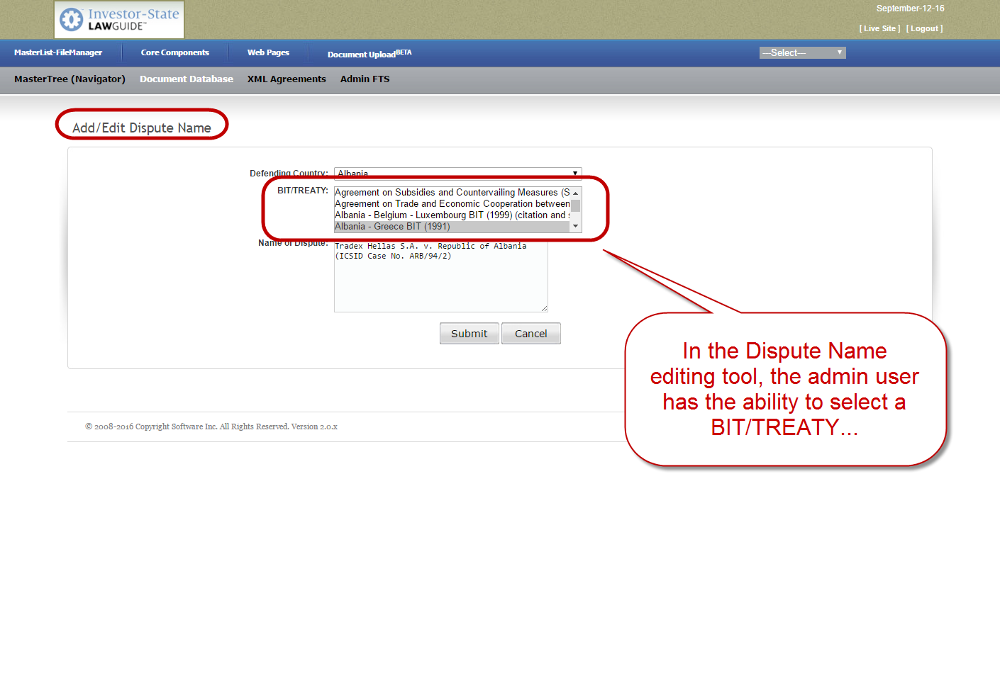 Investor-State
LAWGUIDE™
September-12-16
[ Live Site ] [ Logout ]
MasterList-FileManager
Core Components
Web Pages
Document Upload BETA
---Select---
MasterTree (Navigator)
Document Database
XML Agreements
Admin FTS
Add/Edit Dispute Name
Defending Country: Albania
BIT/TREATY:
Agreement on Subsidies and Countervailing Measures (S
Agreement on Trade and Economic Cooperation between
Albania - Belgium - Luxembourg BIT (1999) (citation and s
Albania - Greece BIT (1991)
Name of Dispute:
Tradex Hellas S.A. v. Republic of Albania
(ICSID Case No. ARB/94/2)
Submit
Cancel
In the Dispute Name
editing tool, the admin user
has the ability to select a
BIT/TREATY...
© 2008-2016 Copyright Software Inc. All Rights Reserved. Version 2.0.x